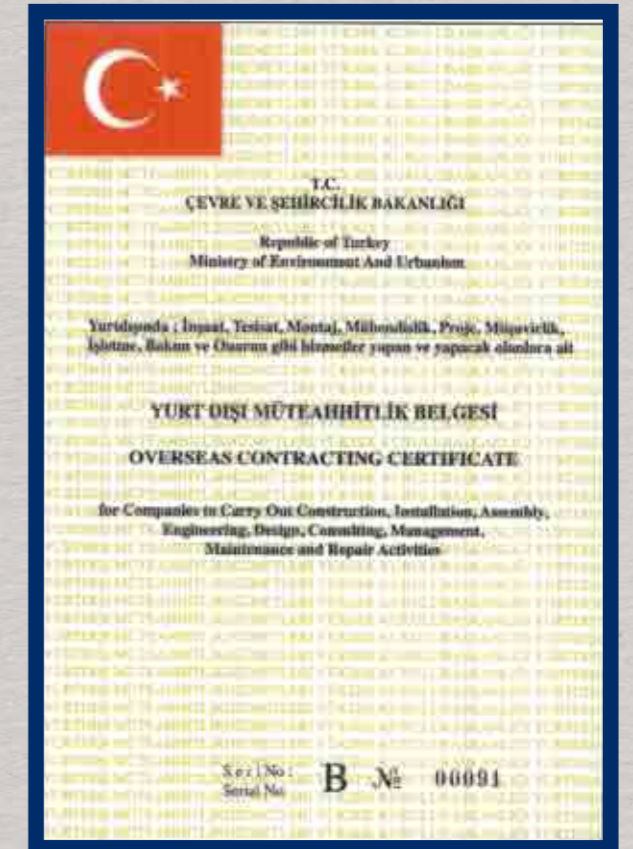 T.C.
ÇEVRE VE ŞEHİRCİLİK BAKANLIĞI
Republic of Turkey
Ministry of Environment And Urbanism
Yurtdışında : İnşaat, Tesisat, Montaj, Mühendislik, Proje, Müşavirlik,
İşletme, Bakım ve Onarım gibi hizmetler yapan ve yapacak olanlara ait
YURT DIŞI MÜTEAHHİTLİK BELGESİ
OVERSEAS CONTRACTING CERTIFICATE
for Companies to Carry Out Construction, Installation, Assembly,
Engineering, Design, Consulting, Management,
Maintenance and Repair Activities
Seri No :
Serial No
B № 00091